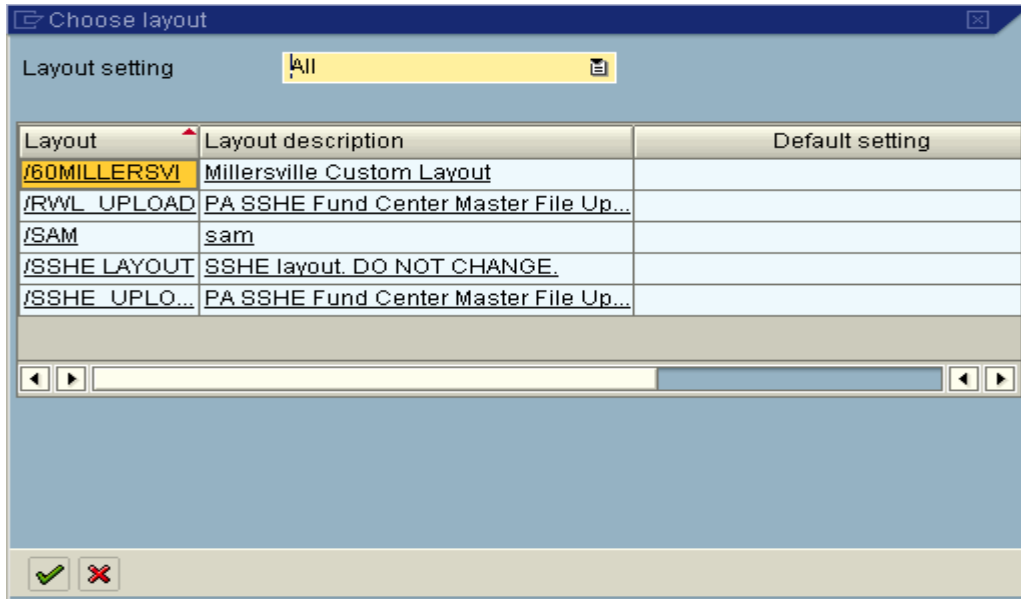 Choose layout
Layout setting All
Layout Layout description Default setting
/60MILLERSVI Millersville Custom Layout
/RWL_UPLOAD PA SSHE Fund Center Master File Up...
/SAM sam
/SSHE LAYOUT SSHE layout. DO NOT CHANGE.
/SSHE_UPLO... PA SSHE Fund Center Master File Up...